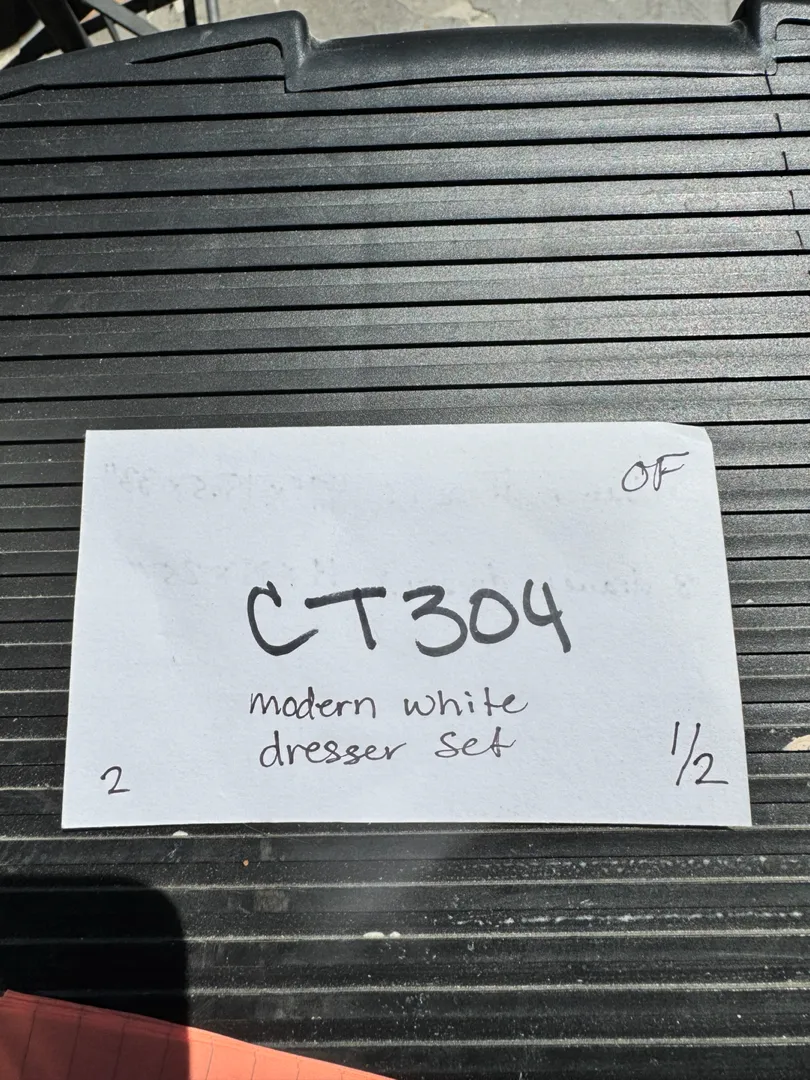 OF
CT304
modern white
dresser set
2
1/2